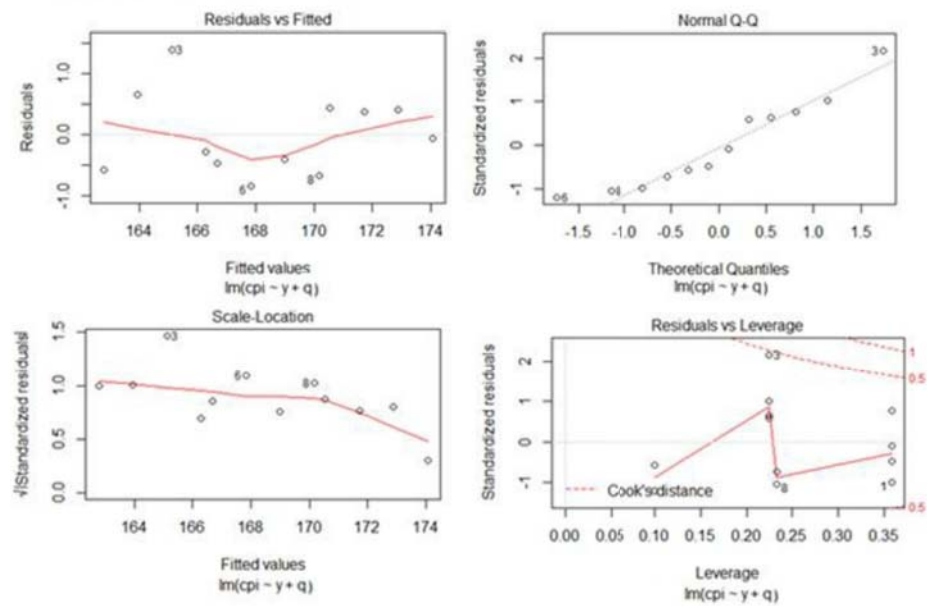 Residuals vs Fitted
Residuals
1.0
0.0
-1.0
3
6
8
164 166 168 170 172 174
Fitted values
lm(cpi ~ y + q)
Normal Q-Q
Standardized residuals
2
1
0
-1
3
6
-1.5 -1.0 -0.5 0.0 0.5 1.0 1.5
Theoretical Quantiles
lm(cpi ~ y + q)
Scale-Location
√|Standardized residuals|
1.5
1.0
0.5
0.0
3
6
8
164 166 168 170 172 174
Fitted values
lm(cpi ~ y + q)
Residuals vs Leverage
Standardized residuals
2
1
0
-1
3
8
1
1
0.5
0.5
Cook's distance
0.00 0.05 0.10 0.15 0.20 0.25 0.30 0.35
Leverage
lm(cpi ~ y + q)